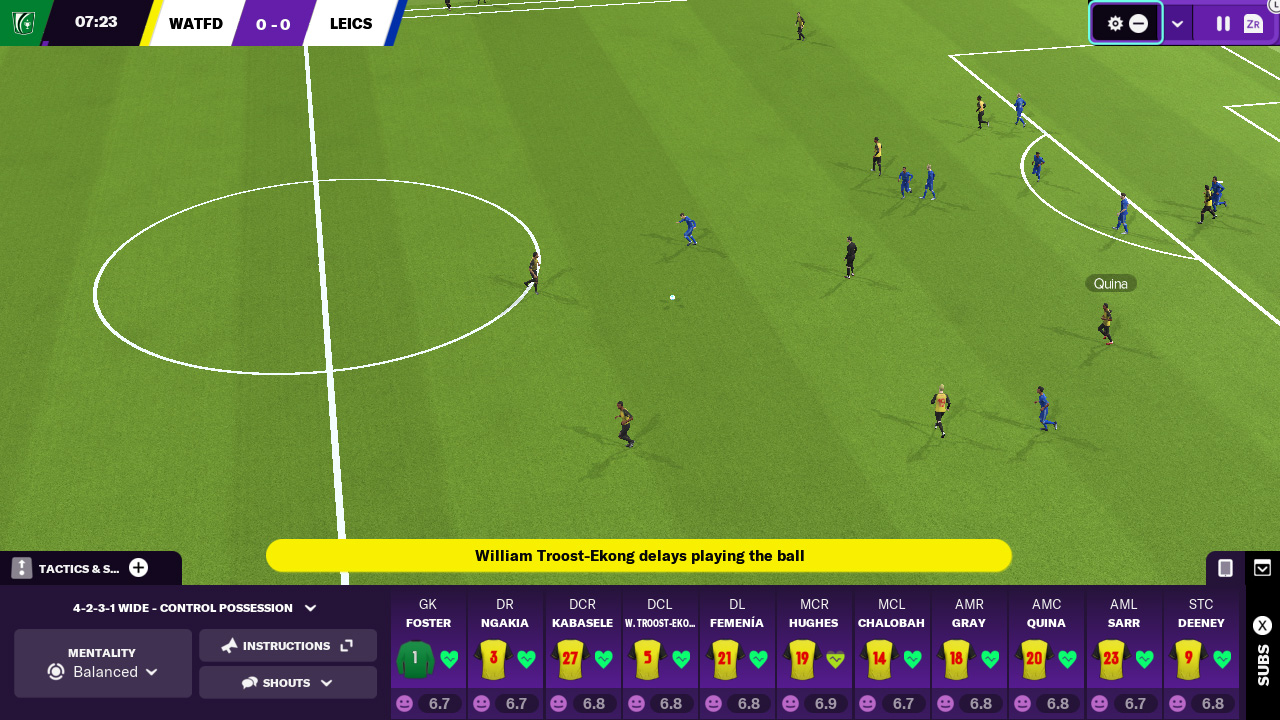 07:23
WATFD
0 - 0
LEICS
ZR
L
Quina
William Troost-Ekong delays playing the ball
TACTICS & S...
4-2-3-1 WIDE - CONTROL POSSESSION
MENTALITY
Balanced
INSTRUCTIONS
SHOUTS
GK DR DCR DCL DL MCR MCL AMR AMC AML STC
FOSTER NGAKIA KABASELE W. TROOST-EKO... FEMENÍA HUGHES CHALOBAH GRAY QUINA SARR DEENEY
1 3 27 5 21 19 14 18 20 23 9
6.7 6.7 6.8 6.8 6.8 6.9 6.7 6.8 6.8 6.7 6.8
X
SUBS